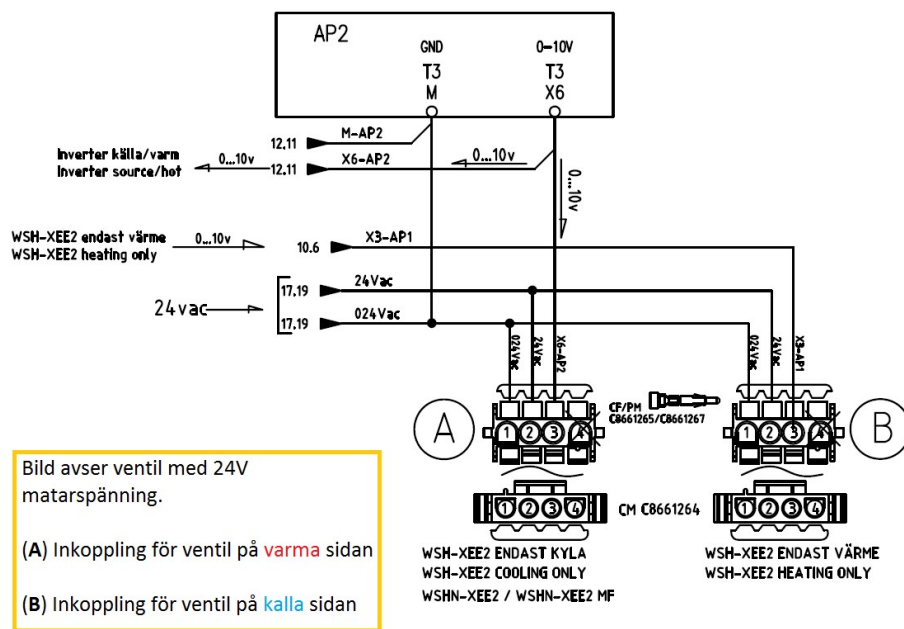 AP2
GND
0-10V
T3
T3
M
X6
12.11
M-AP2
Inverter källa/varm
0...10v
12.11
X6-AP2
0...10v
Inverter source/hot
0...10v
WSH-XEE2 endast värme
0...10v
10.6
X3-AP1
WSH-XEE2 heating only
17.19
24Vac
24vac
17.19
024Vac
024Vac
24Vac
X6-AP2
024Vac
24Vac
X3-AP1
A
CF/PM
C8661265/C8661267
B
1 2 3 4
1 2 3 4
1 2 3 4
CM C8661264
1 2 3 4
WSH-XEE2 ENDAST KYLA
WSH-XEE2 COOLING ONLY
WSHN-XEE2 / WSHN-XEE2 MF
WSH-XEE2 ENDAST VÄRME
WSH-XEE2 HEATING ONLY
Bild avser ventil med 24V
matarspänning.
(A) Inkoppling för ventil på varma sidan
(B) Inkoppling för ventil på kalla sidan